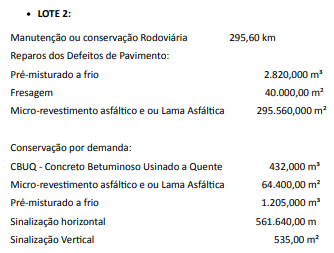 • LOTE 2:
Manutenção ou conservação Rodoviária 295,60 km
Reparos dos Defeitos de Pavimento:
Pré-misturado a frio 2.820,000 m³
Fresagem 40.000,00 m²
Micro-revestimento asfáltico e ou Lama Asfáltica 295.560,000 m²
Conservação por demanda:
CBUQ - Concreto Betuminoso Usinado a Quente 432,000 m³
Micro-revestimento asfáltico e ou Lama Asfáltica 64.400,00 m²
Pré-misturado a frio 1.205,000 m³
Sinalização horizontal 561.640,00 m
Sinalização Vertical 535,00 m²